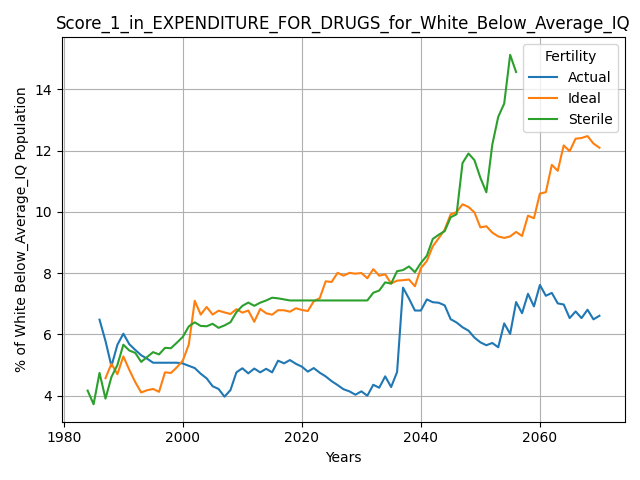 Score_1_in_EXPENDITURE_FOR_DRUGS_for_White_Below_Average_IQ
% of White Below_Average_IQ Population
14
12
10
8
6
4
Fertility
Actual
Ideal
Sterile
1980 2000 2020 2040 2060
Years